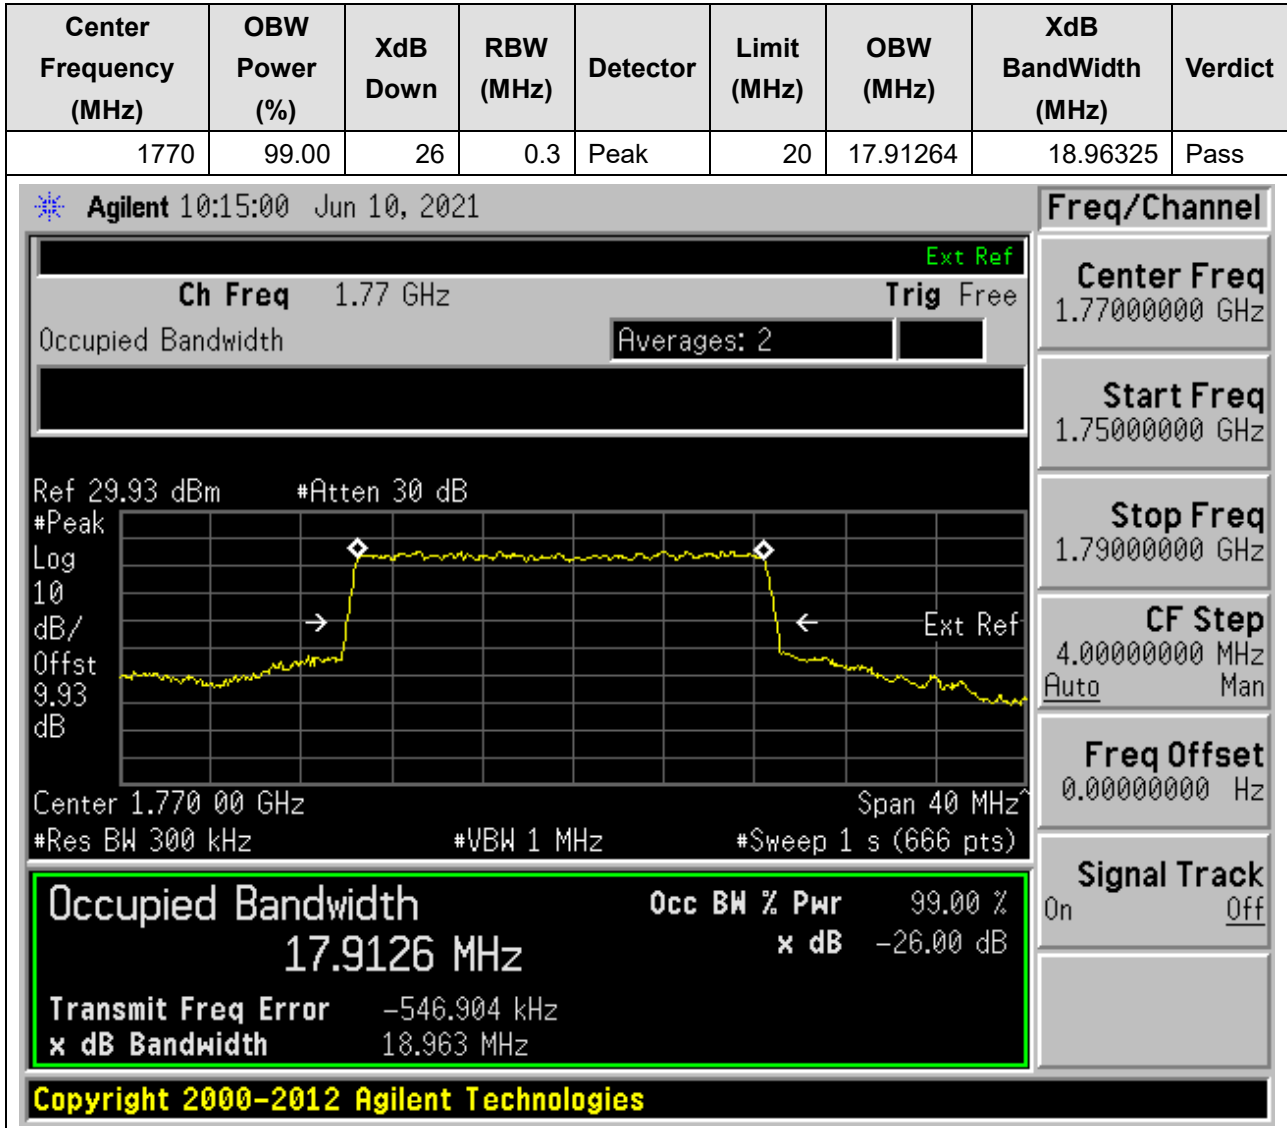 Center Frequency (MHz) OBW Power (%) XdB Down RBW (MHz) Detector Limit (MHz) OBW (MHz) XdB BandWidth (MHz) Verdict
1770 99.00 26 0.3 Peak 20 17.91264 18.96325 Pass
Agilent 10:15:00 Jun 10, 2021
Freq/Channel
Ext Ref
Ch Freq 1.77 GHz Trig Free
Occupied Bandwidth Averages: 2
Center Freq
1.77000000 GHz
Start Freq
1.75000000 GHz
Stop Freq
1.79000000 GHz
CF Step
4.00000000 MHz
Auto Man
Freq Offset
0.00000000 Hz
Signal Track
On Off
Ref 29.93 dBm #Atten 30 dB
#Peak
Log
10
dB/
Offst
9.93
dB
Ext Ref
Center 1.770 00 GHz Span 40 MHz^
#Res BW 300 kHz #VBW 1 MHz #Sweep 1 s (666 pts)
Occupied Bandwidth Occ BW % Pwr 99.00 %
17.9126 MHz x dB -26.00 dB
Transmit Freq Error -546.904 kHz
x dB Bandwidth 18.963 MHz
Copyright 2000-2012 Agilent Technologies